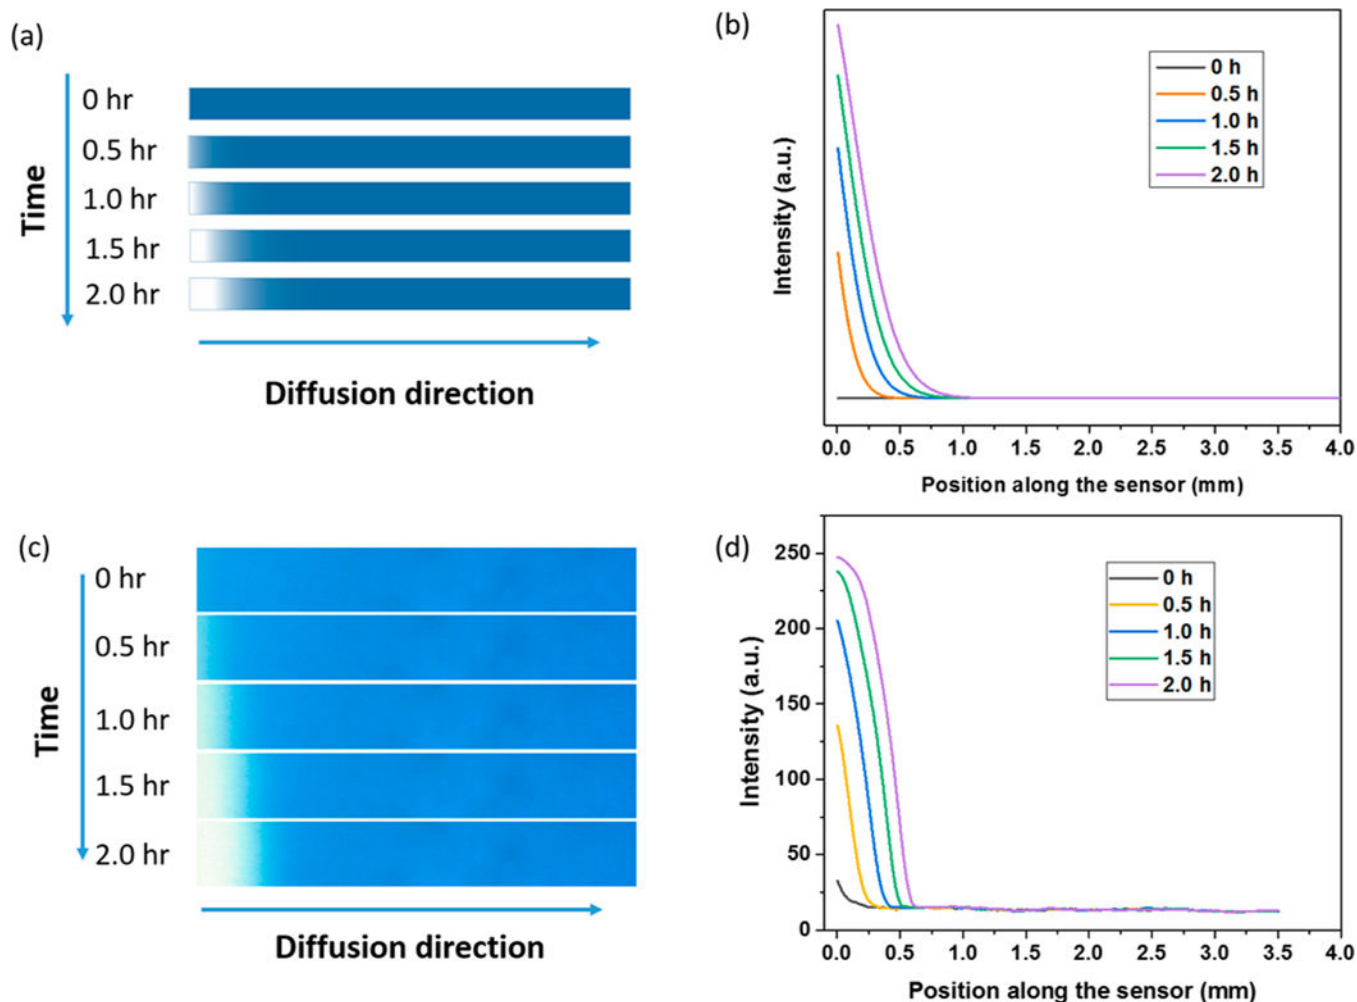 (a)
Time
0 hr
0.5 hr
1.0 hr
1.5 hr
2.0 hr
Diffusion direction
(b)
Intensity (a.u.)
0 h
0.5 h
1.0 h
1.5 h
2.0 h
0.0 0.5 1.0 1.5 2.0 2.5 3.0 3.5 4.0
Position along the sensor (mm)
(c)
Time
0 hr
0.5 hr
1.0 hr
1.5 hr
2.0 hr
Diffusion direction
(d)
Intensity (a.u.)
250
200
150
100
50
0
0 h
0.5 h
1.0 h
1.5 h
2.0 h
0.0 0.5 1.0 1.5 2.0 2.5 3.0 3.5 4.0
Position along the sensor (mm)